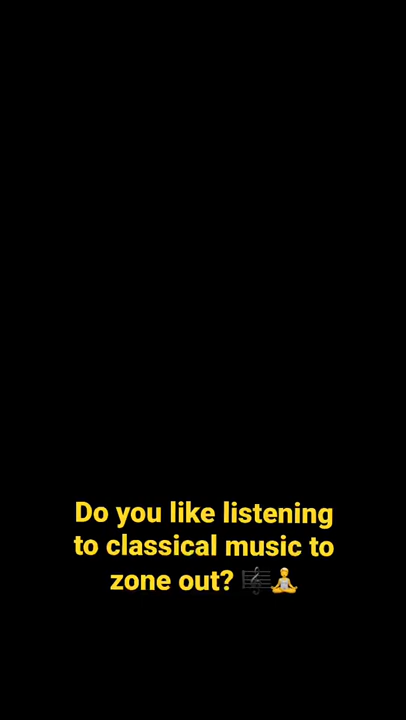 Do you like listening
to classical music to
zone out? 🎼🧘